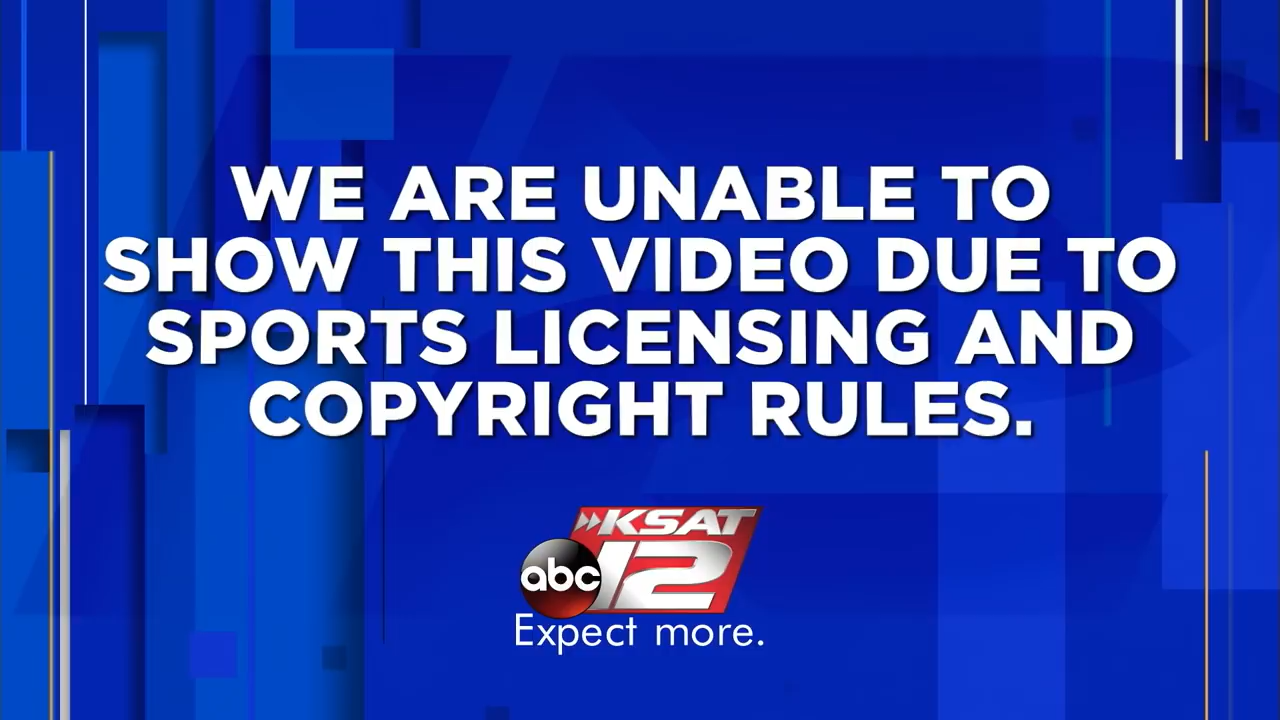 WE ARE UNABLE TO
SHOW THIS VIDEO DUE TO
SPORTS LICENSING AND
COPYRIGHT RULES.
KSAT
abc 12
Expect more.